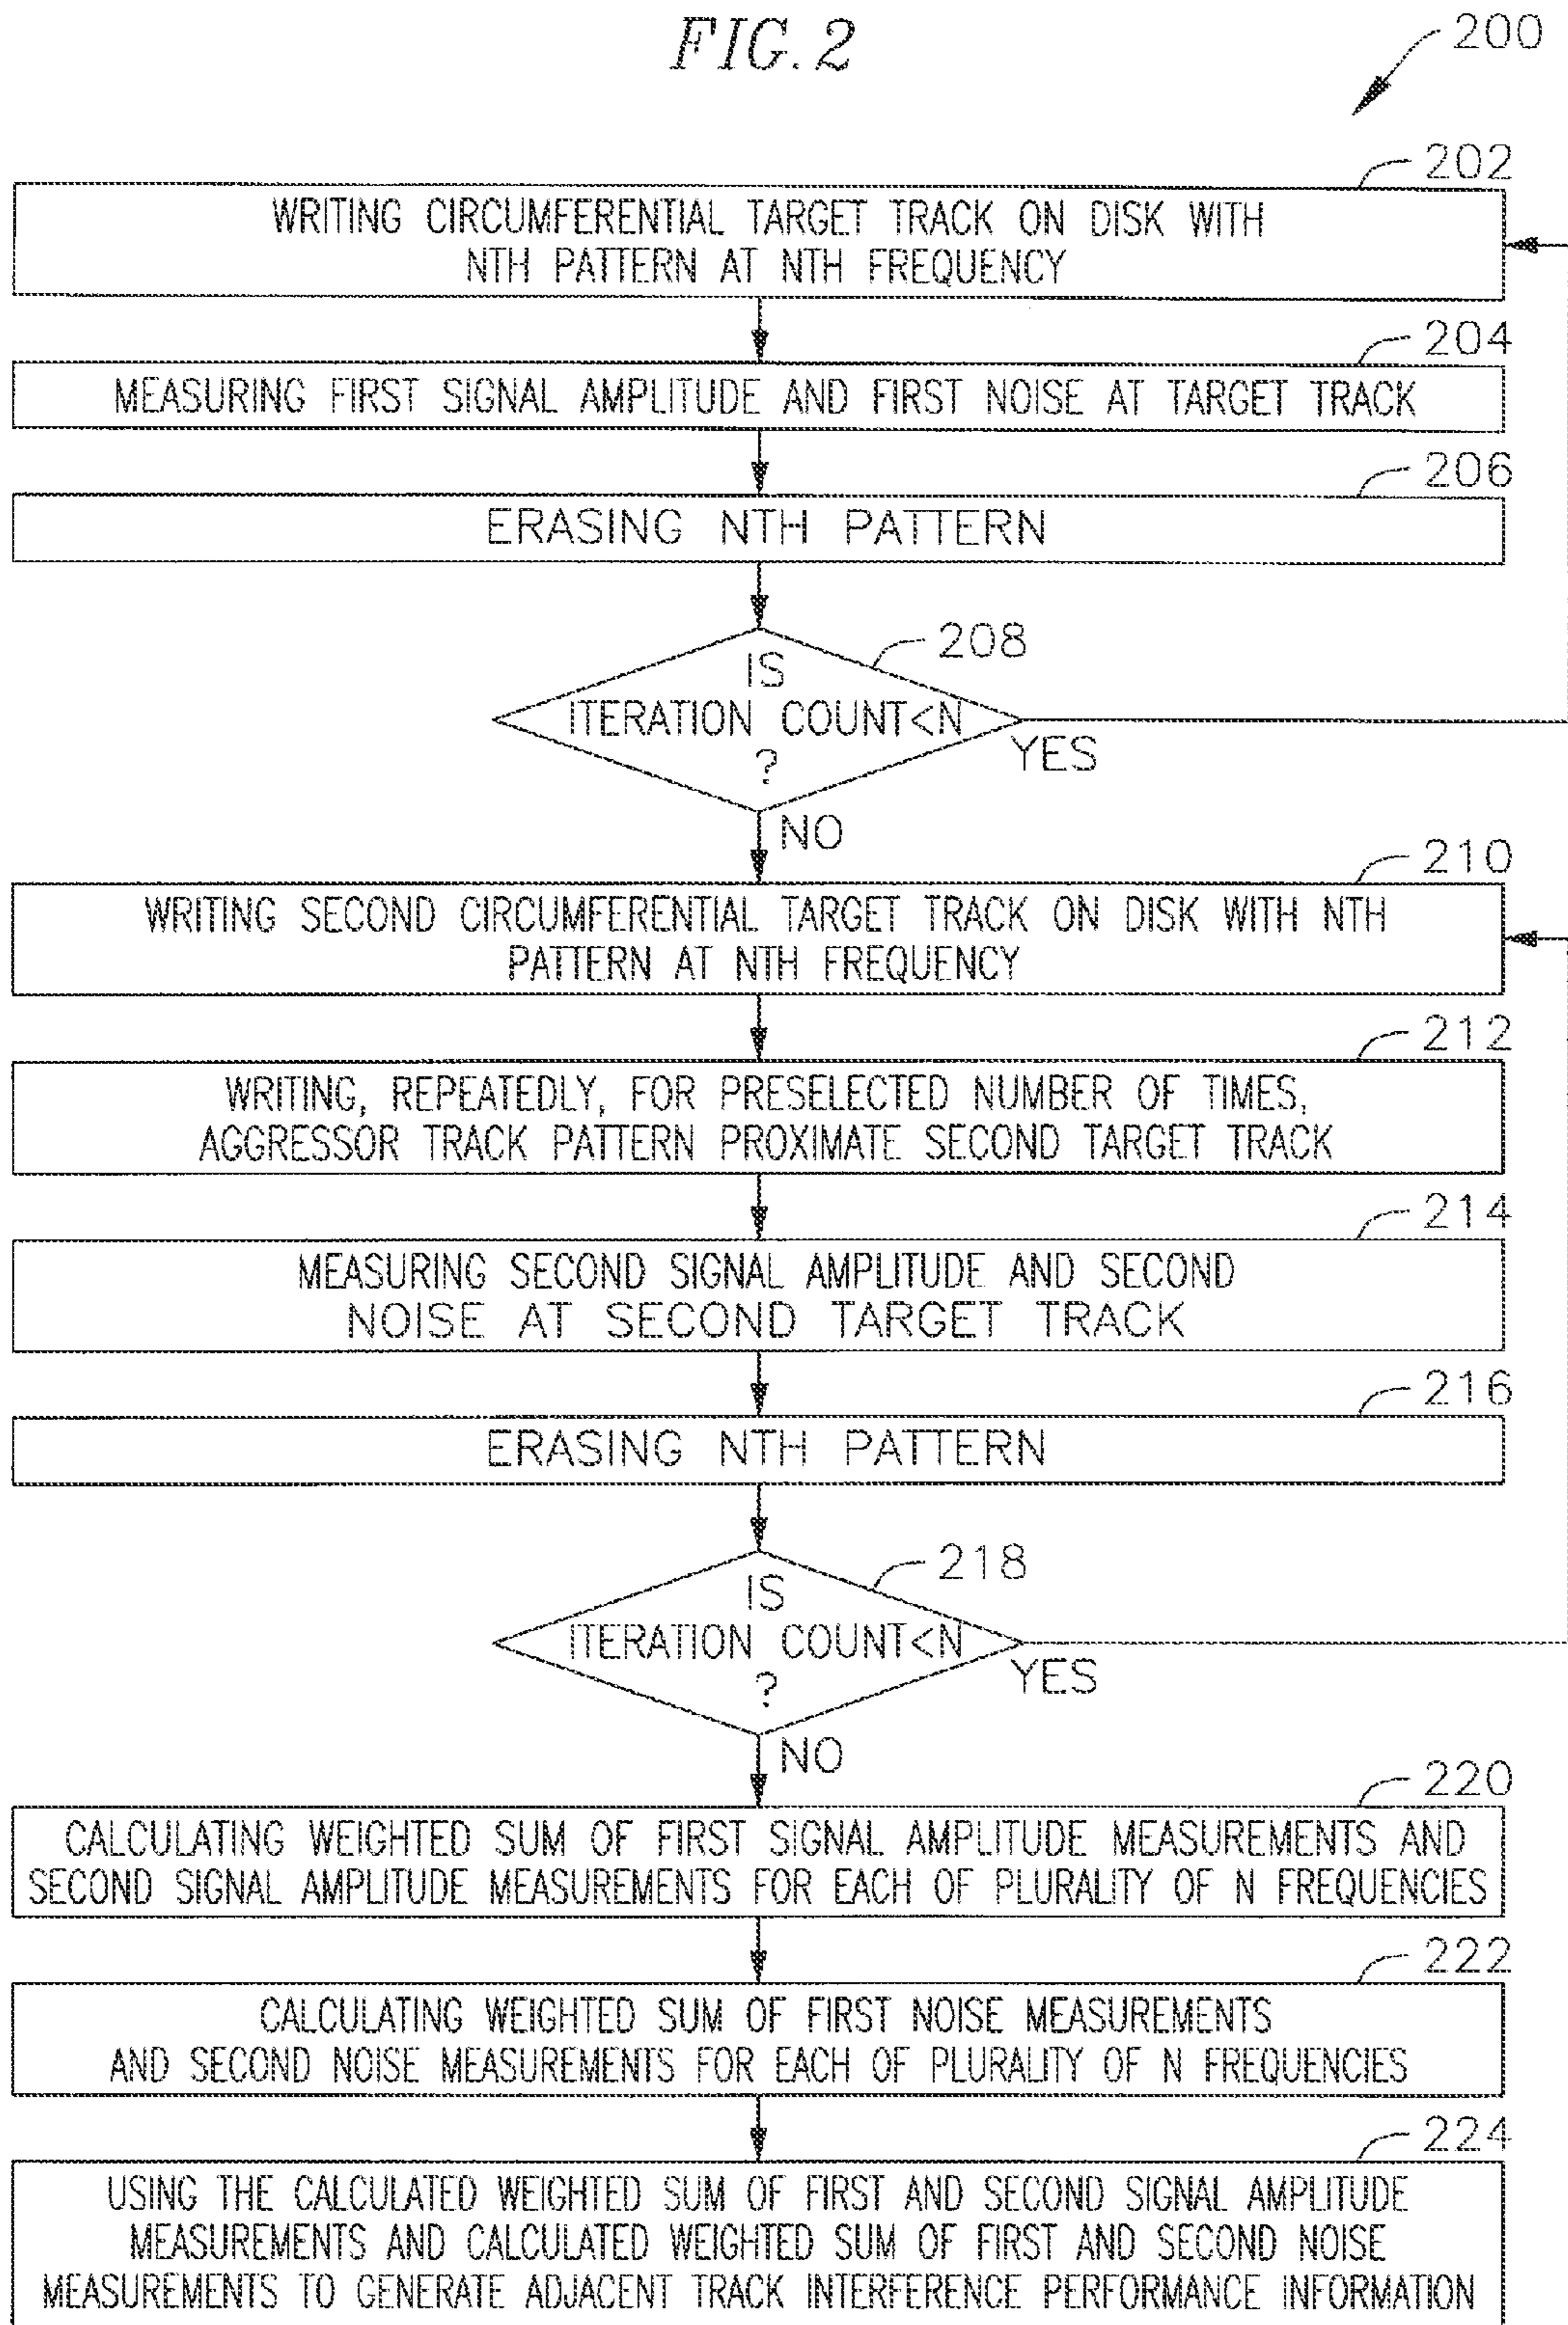 FIG. 2
200
202
WRITING CIRCUMFERENTIAL TARGET TRACK ON DISK WITH
NTH PATTERN AT NTH FREQUENCY
204
MEASURING FIRST SIGNAL AMPLITUDE AND FIRST NOISE AT TARGET TRACK
206
ERASING NTH PATTERN
208
IS
ITERATION COUNT<N
?
YES
NO
210
WRITING SECOND CIRCUMFERENTIAL TARGET TRACK ON DISK WITH NTH
PATTERN AT NTH FREQUENCY
212
WRITING, REPEATEDLY, FOR PRESELECTED NUMBER OF TIMES,
AGGRESSOR TRACK PATTERN PROXIMATE SECOND TARGET TRACK
214
MEASURING SECOND SIGNAL AMPLITUDE AND SECOND
NOISE AT SECOND TARGET TRACK
216
ERASING NTH PATTERN
218
IS
ITERATION COUNT<N
?
YES
NO
220
CALCULATING WEIGHTED SUM OF FIRST SIGNAL AMPLITUDE MEASUREMENTS AND
SECOND SIGNAL AMPLITUDE MEASUREMENTS FOR EACH OF PLURALITY OF N FREQUENCIES
222
CALCULATING WEIGHTED SUM OF FIRST NOISE MEASUREMENTS
AND SECOND NOISE MEASUREMENTS FOR EACH OF PLURALITY OF N FREQUENCIES
224
USING THE CALCULATED WEIGHTED SUM OF FIRST AND SECOND SIGNAL AMPLITUDE
MEASUREMENTS AND CALCULATED WEIGHTED SUM OF FIRST AND SECOND NOISE
MEASUREMENTS TO GENERATE ADJACENT TRACK INTERFERENCE PERFORMANCE INFORMATION